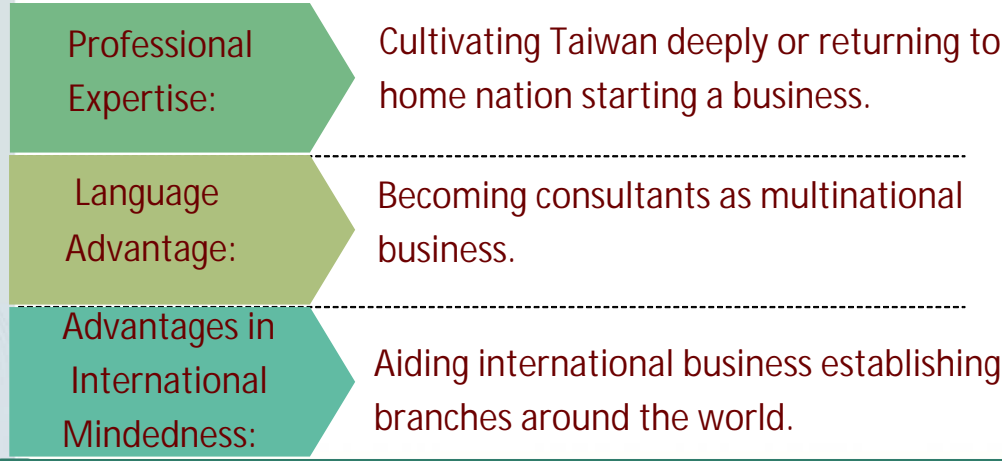 Professional
Expertise:
Cultivating Taiwan deeply or returning to
home nation starting a business.
Language
Advantage:
Becoming consultants as multinational
business.
Advantages in
International
Mindedness:
Aiding international business establishing
branches around the world.